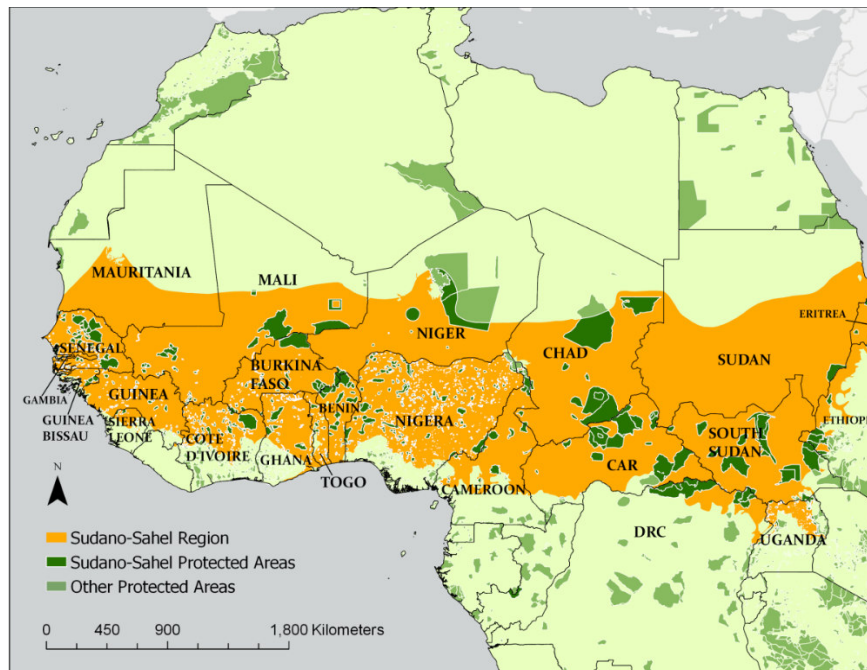 MAURITANIA
MALI
NIGER
CHAD
SUDAN
ERITREA
SENEGAL
GAMBIA
GUINEA
BISSAU
GUINEA
SIERRA
LEONE
COTE
D'IVOIRE
BURKINA
FASO
GHANA
TOGO
BENIN
NIGERA
CAMEROON
CAR
SOUTH
SUDAN
ETHIOPI
DRC
UGANDA
N
Sudano-Sahel Region
Sudano-Sahel Protected Areas
Other Protected Areas
0 450 900 1,800 Kilometers